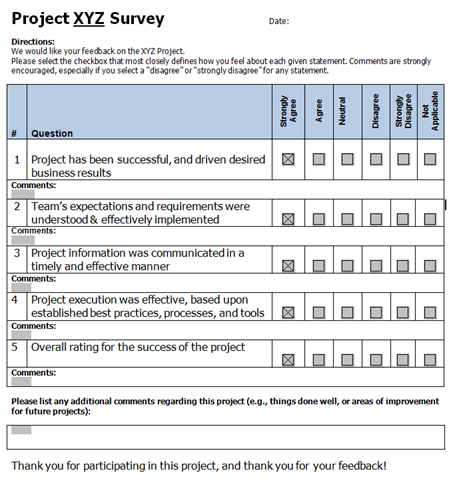 Project XYZ Survey Date:
Directions:
We would like your feedback on the XYZ Project.
Please select the checkbox that most closely defines how you feel about each given statement. Comments are strongly
encouraged, especially if you select a "disagree" or "strongly disagree" for any statement.
# Question Strongly Agree Agree Neutral Disagree Strongly Disagree Not Applicable
1 Project has been successful, and driven desired
business results
Comments:
2 Team's expectations and requirements were
understood & effectively implemented
Comments:
3 Project information was communicated in a
timely and effective manner
Comments:
4 Project execution was effective, based upon
established best practices, processes, and tools
Comments:
5 Overall rating for the success of the project
Comments:
Please list any additional comments regarding this project (e.g., things done well, or areas of improvement
for future projects):
Thank you for participating in this project, and thank you for your feedback!